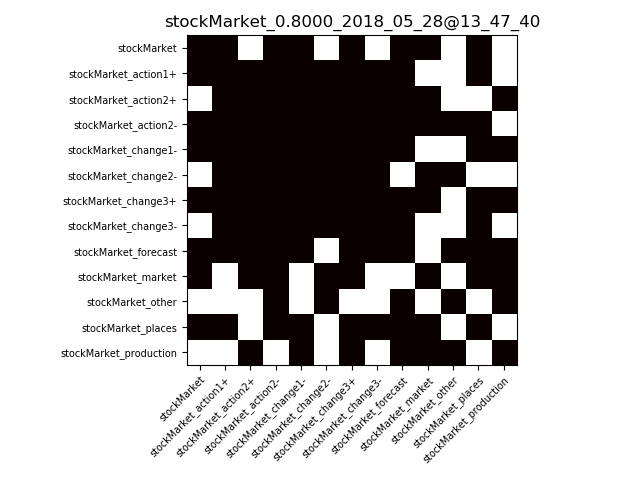 stockMarket_0.8000_2018_05_28@13_47_40
stockMarket
stockMarket_action1+
stockMarket_action2+
stockMarket_action2-
stockMarket_change1-
stockMarket_change2-
stockMarket_change3+
stockMarket_change3-
stockMarket_forecast
stockMarket_market
stockMarket_other
stockMarket_places
stockMarket_production
stockMarket
stockMarket_action1+
stockMarket_action2+
stockMarket_action2-
stockMarket_change1-
stockMarket_change2-
stockMarket_change3+
stockMarket_change3-
stockMarket_forecast
stockMarket_market
stockMarket_other
stockMarket_places
stockMarket_production